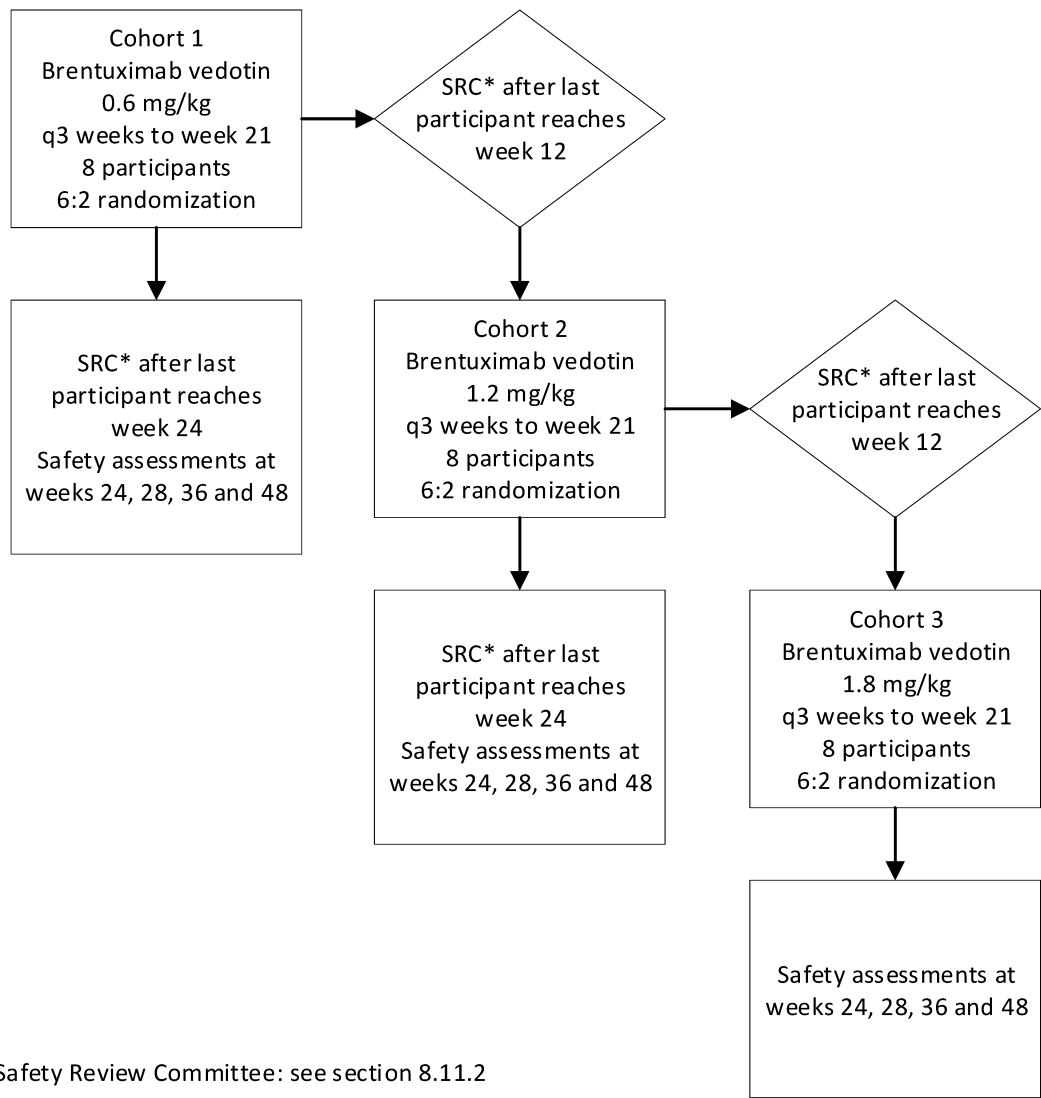 Cohort 1
Brentuximab vedotin
0.6 mg/kg
q3 weeks to week 21
8 participants
6:2 randomization
SRC* after last
participant reaches
week 12
SRC* after last
participant reaches
week 24
Safety assessments at
weeks 24, 28, 36 and 48
Cohort 2
Brentuximab vedotin
1.2 mg/kg
q3 weeks to week 21
8 participants
6:2 randomization
SRC* after last
participant reaches
week 12
SRC* after last
participant reaches
week 24
Safety assessments at
weeks 24, 28, 36 and 48
Cohort 3
Brentuximab vedotin
1.8 mg/kg
q3 weeks to week 21
8 participants
6:2 randomization
Safety assessments at
weeks 24, 28, 36 and 48
Safety Review Committee: see section 8.11.2